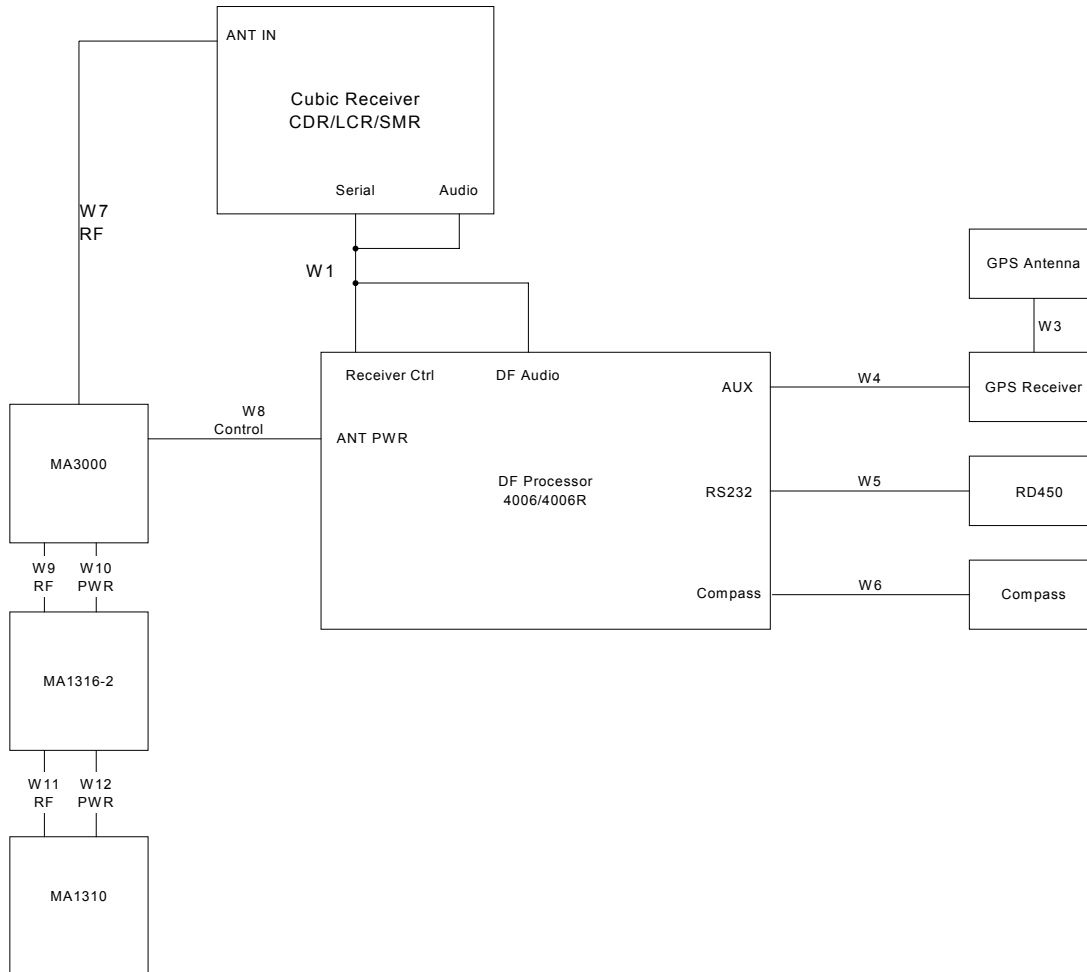 ANT IN
Cubic Receiver
CDR/LCR/SMR
Serial
Audio
W7
RF
W1
GPS Antenna
W3
Receiver Ctrl
DF Audio
AUX
W4
GPS Receiver
W8
Control
ANT PWR
MA3000
DF Processor
4006/4006R
RS232
W5
RD450
W9
RF
W10
PWR
Compass
W6
Compass
MA1316-2
W11
RF
W12
PWR
MA1310